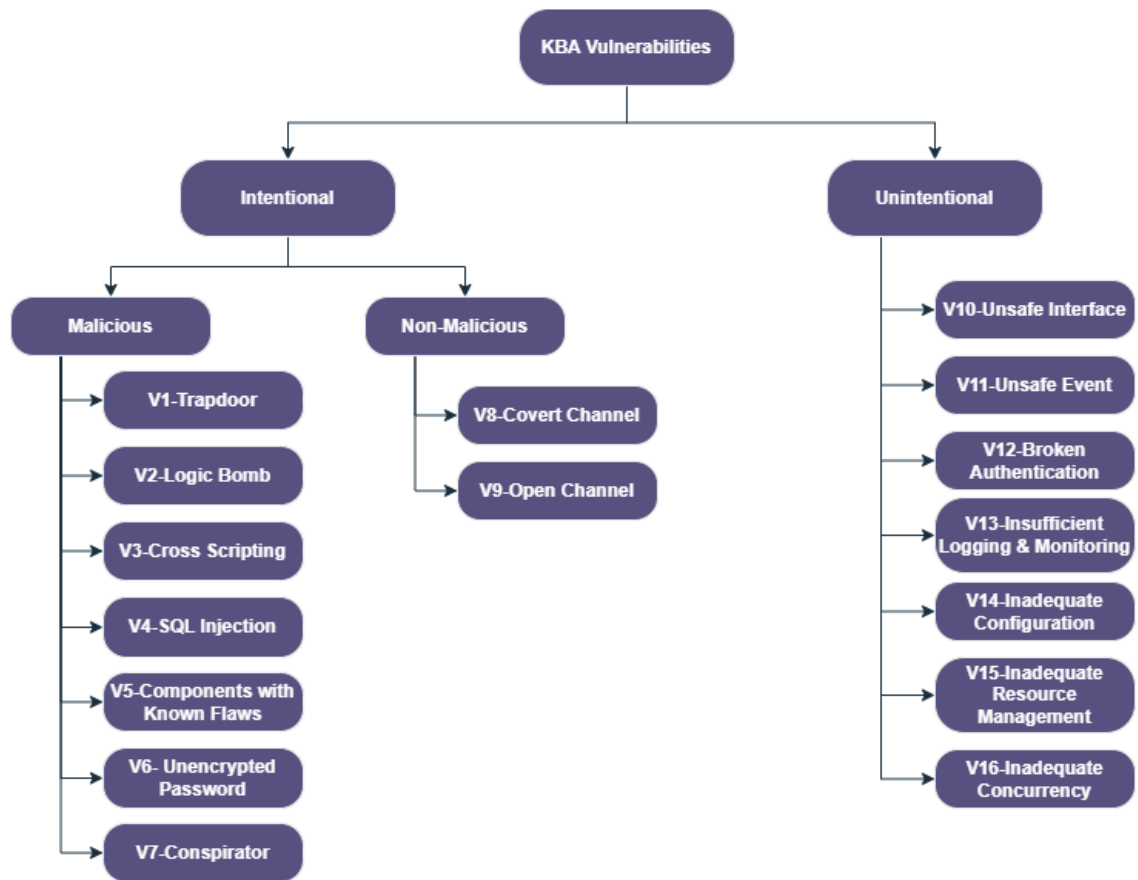 KBA Vulnerabilities
Intentional
Unintentional
Malicious
Non-Malicious
V1-Trapdoor
V2-Logic Bomb
V3-Cross Scripting
V4-SQL Injection
V5-Components with
Known Flaws
V6- Unencrypted
Password
V7-Conspirator
V8-Covert Channel
V9-Open Channel
V10-Unsafe Interface
V11-Unsafe Event
V12-Broken
Authentication
V13-Insufficient
Logging & Monitoring
V14-Inadequate
Configuration
V15-Inadequate
Resource
Management
V16-Inadequate
Concurrency